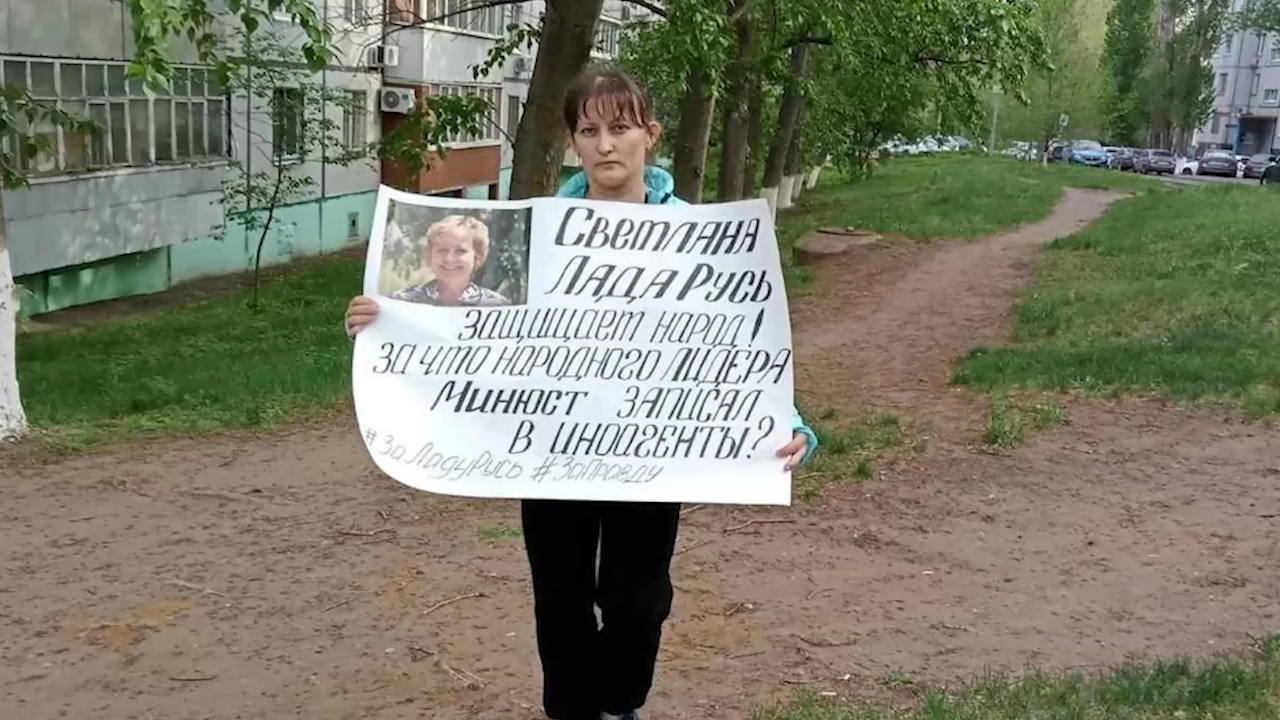 Светлана
Лада Русь
защищает народ!
За что народного лидера
Минюст записал
в иноагенты?
#ЗаЛадуРусь #ЗаПравду